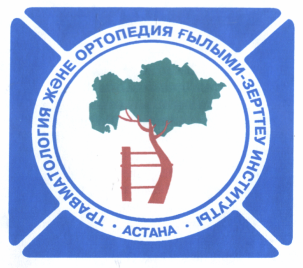 ТРАВМАТОЛОГИЯ ЖӘНЕ ОРТОПЕДИЯ ҒЫЛЫМИ-ЗЕРТТЕУ ИНСТИТУТЫ
· АСТАНА ·